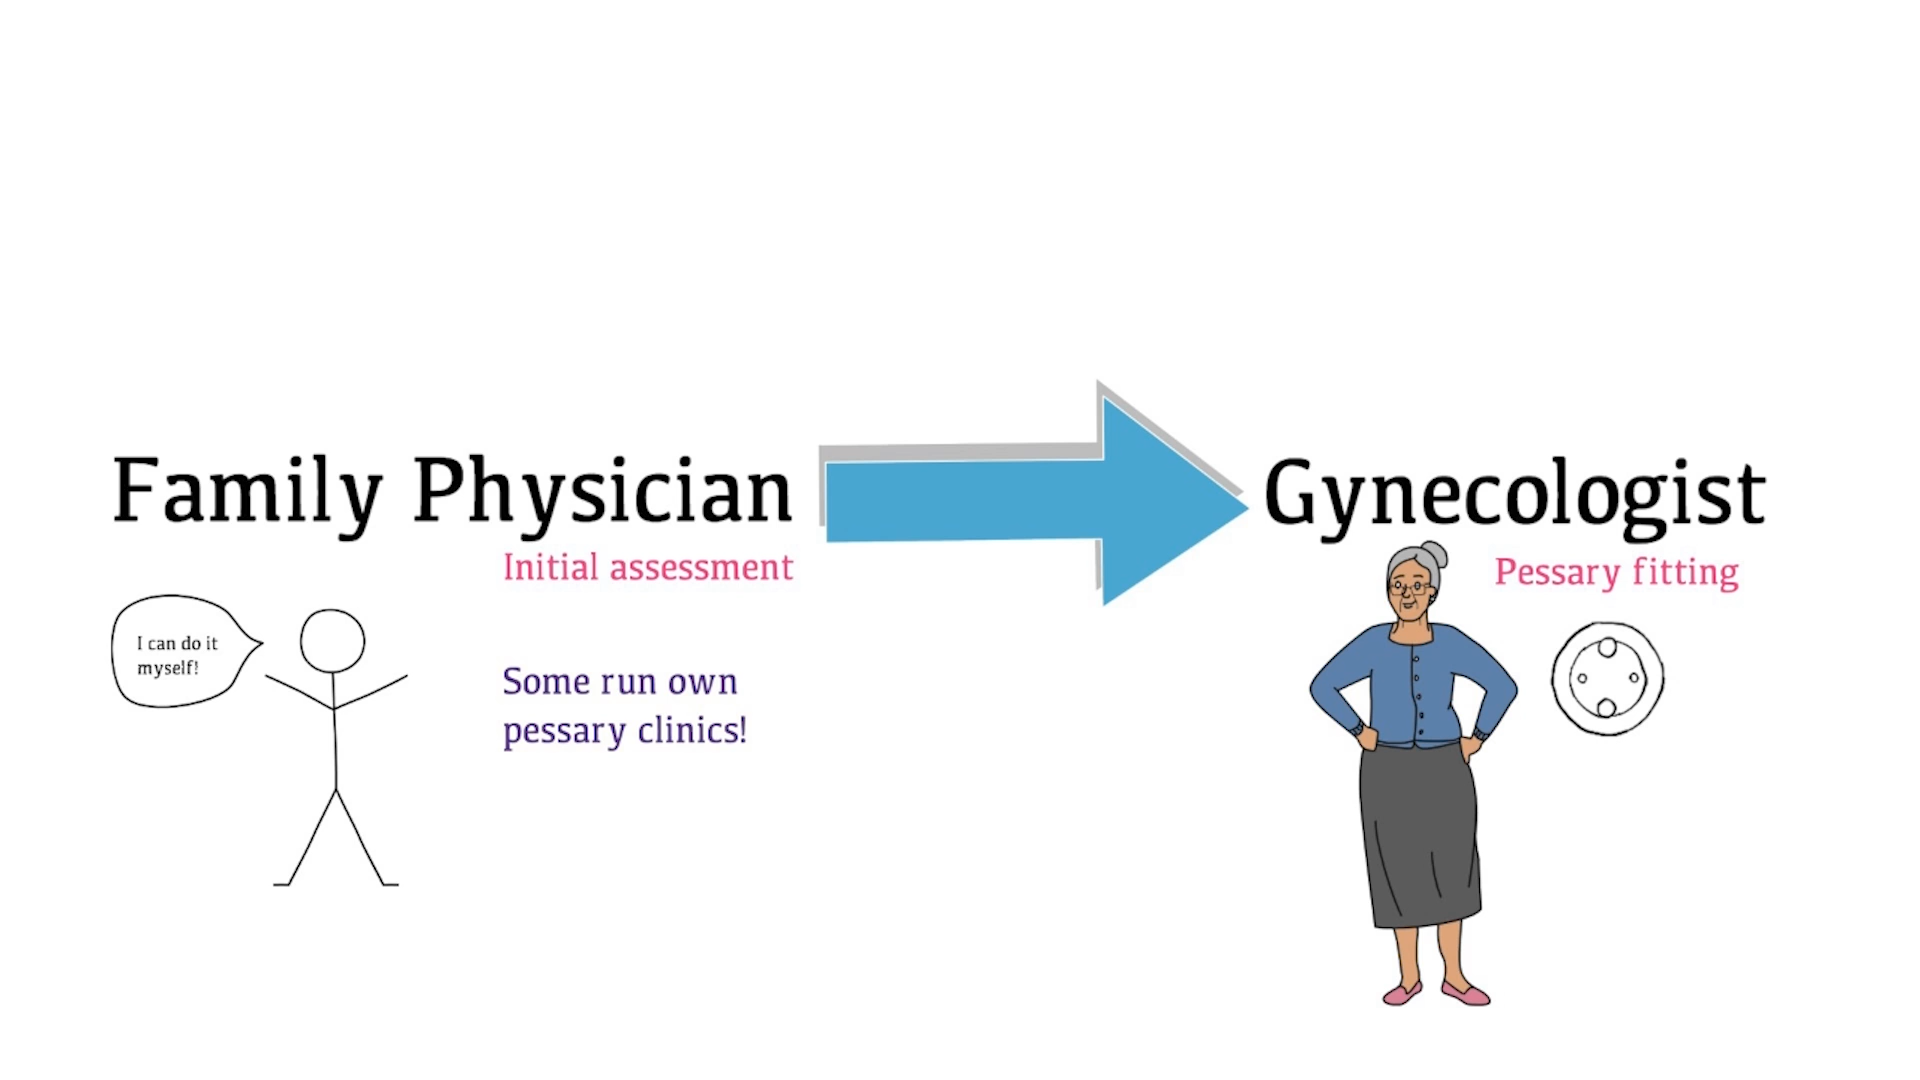 Family Physician
Gynecologist
Initial assessment
Pessary fitting
I can do it
myself!
Some run own
pessary clinics!